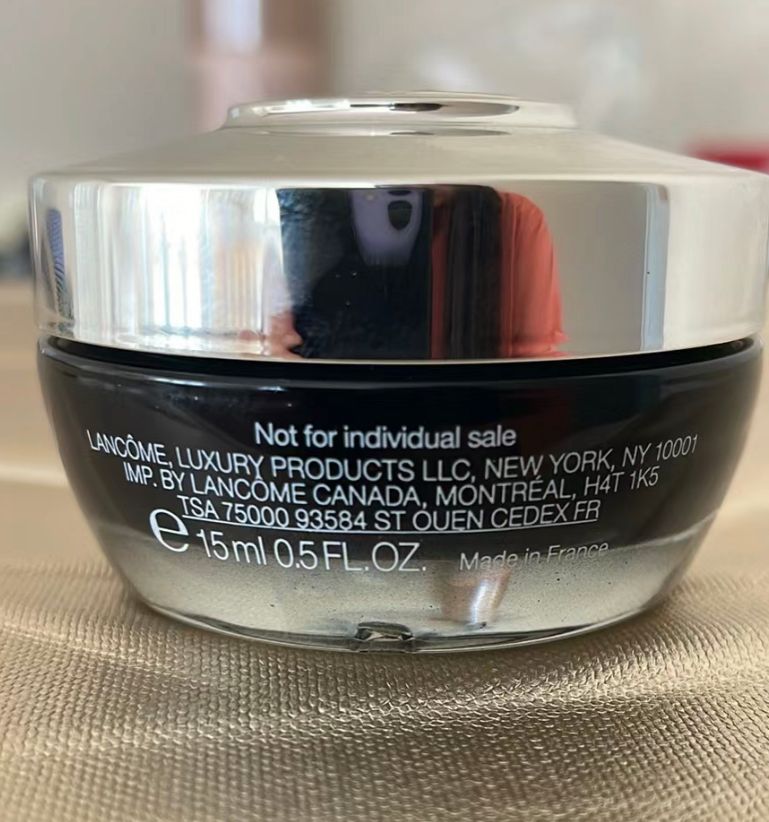 Not for individual sale
LANCÔME, LUXURY PRODUCTS LLC, NEW YORK, NY 10001
IMP. BY LANCÔME CANADA, MONTRÉAL, H4T 1K5
TSA 75000 93584 ST OUEN CEDEX FR
e 15 ml 0.5 FL.OZ. Made in France